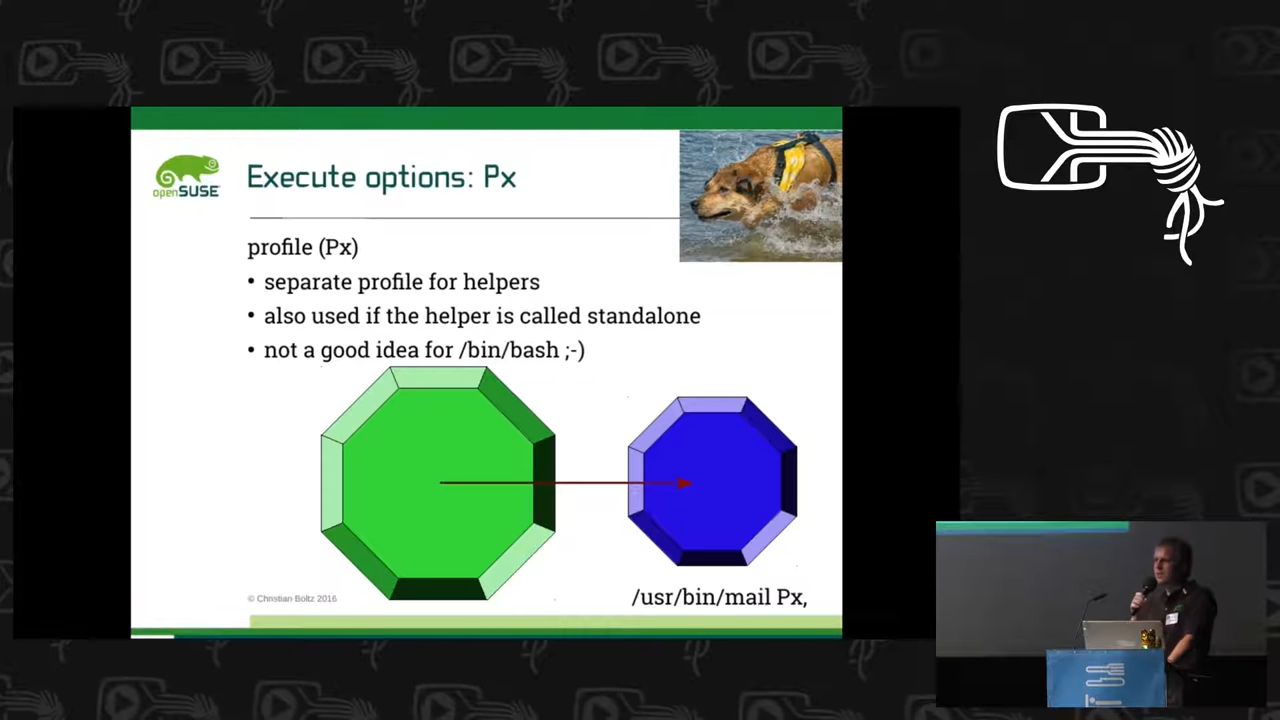 openSUSE
Execute options: Px
profile (Px)
• separate profile for helpers
• also used if the helper is called standalone
• not a good idea for /bin/bash ;-)
© Christian Boltz 2016
/usr/bin/mail Px,